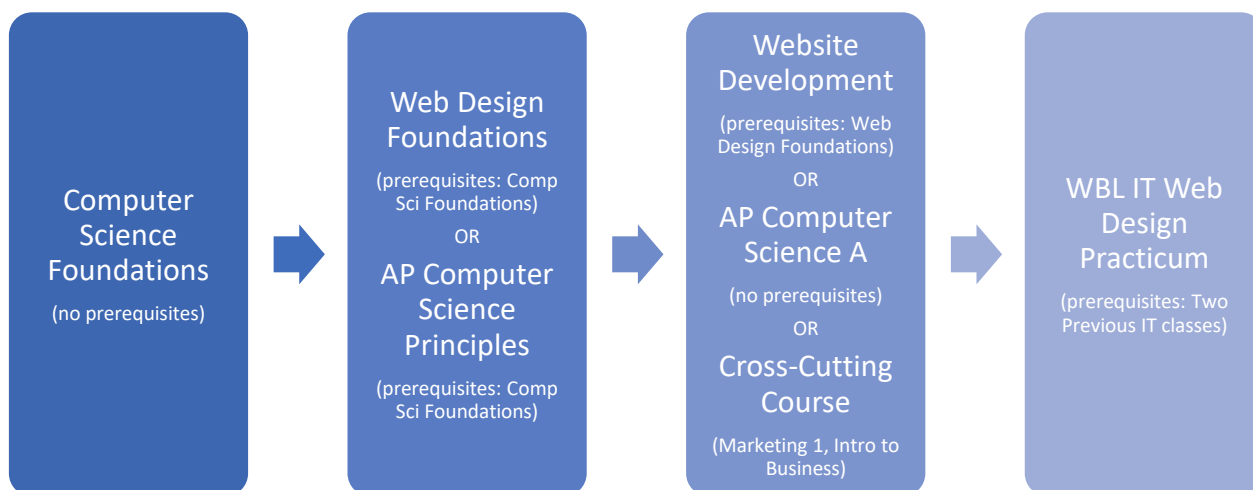 Computer
Science
Foundations
(no prerequisites)
Web Design
Foundations
(prerequisites: Comp
Sci Foundations)
OR
AP Computer
Science
Principles
(prerequisites: Comp
Sci Foundations)
Website
Development
(prerequisites: Web
Design Foundations)
OR
AP Computer
Science A
(no prerequisites)
OR
Cross-Cutting
Course
(Marketing 1, Intro to
Business)
WBL IT Web
Design
Practicum
(prerequisites: Two
Previous IT classes)